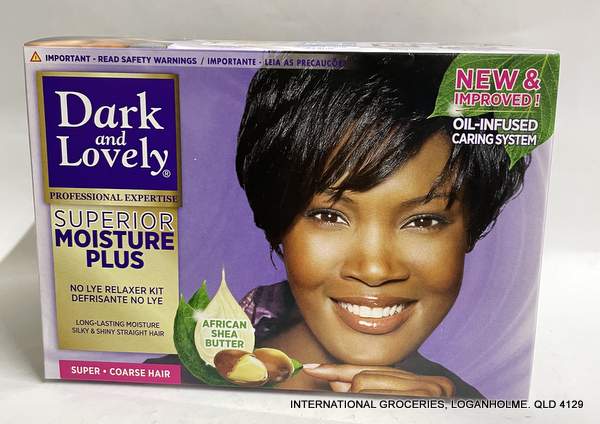 IMPORTANT - READ SAFETY WARNINGS / IMPORTANTE - LEIA AS PRECAUÇÕES
NEW &
IMPROVED !
OIL-INFUSED
CARING SYSTEM
Dark
and
Lovely®
PROFESSIONAL EXPERTISE
SUPERIOR
MOISTURE
PLUS
NO LYE RELAXER KIT
DEFRISANTE NO LYE
LONG-LASTING MOISTURE
SILKY & SHINY STRAIGHT HAIR
AFRICAN
SHEA
BUTTER
SUPER • COARSE HAIR
INTERNATIONAL GROCERIES, LOGANHOLME. QLD 4129